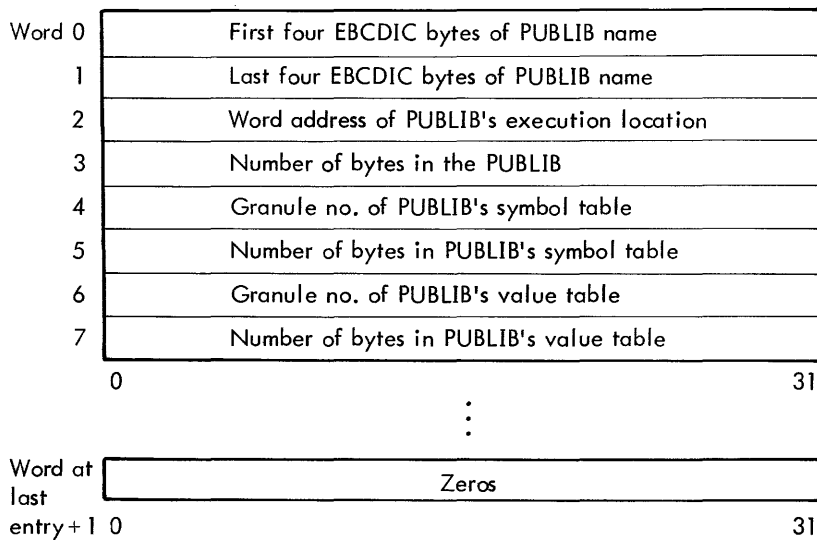 Word 0 First four EBCDIC bytes of PUBLIB name
1 Last four EBCDIC bytes of PUBLIB name
2 Word address of PUBLIB's execution location
3 Number of bytes in the PUBLIB
4 Granule no. of PUBLIB's symbol table
5 Number of bytes in PUBLIB's symbol table
6 Granule no. of PUBLIB's value table
7 Number of bytes in PUBLIB's value table
0 31
Word at
last
entry + 1
Zeros
0 31